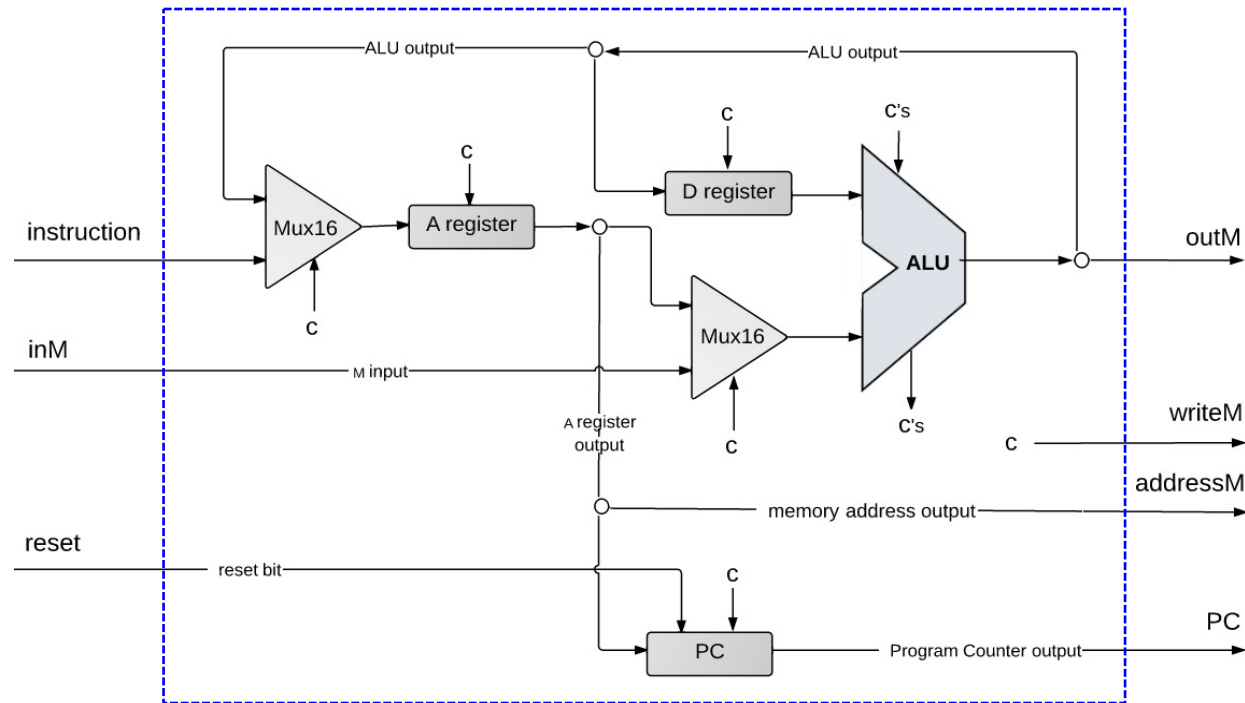 ALU output
ALU output
c
c's
c
D register
instruction
Mux16
A register
ALU
outM
c
inM
M input
Mux16
A register
output
c
c's
c
writeM
addressM
memory address output
reset
reset bit
c
PC
PC
Program Counter output